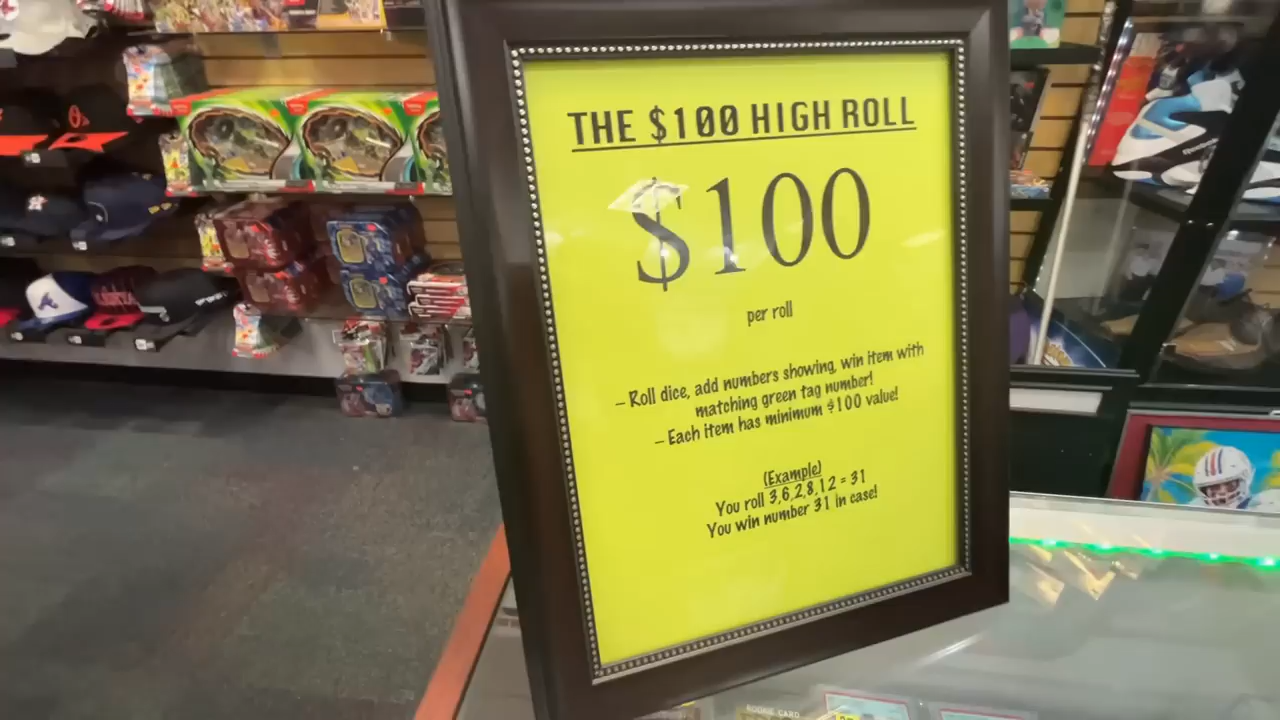 THE $100 HIGH ROLL
$100
per roll
– Roll dice, add numbers showing, win item with
matching green tag number!
– Each item has minimum $100 value!
(Example)
You roll 3,6,2,8,12 = 31
You win number 31 in case!
ROOKIE CARD